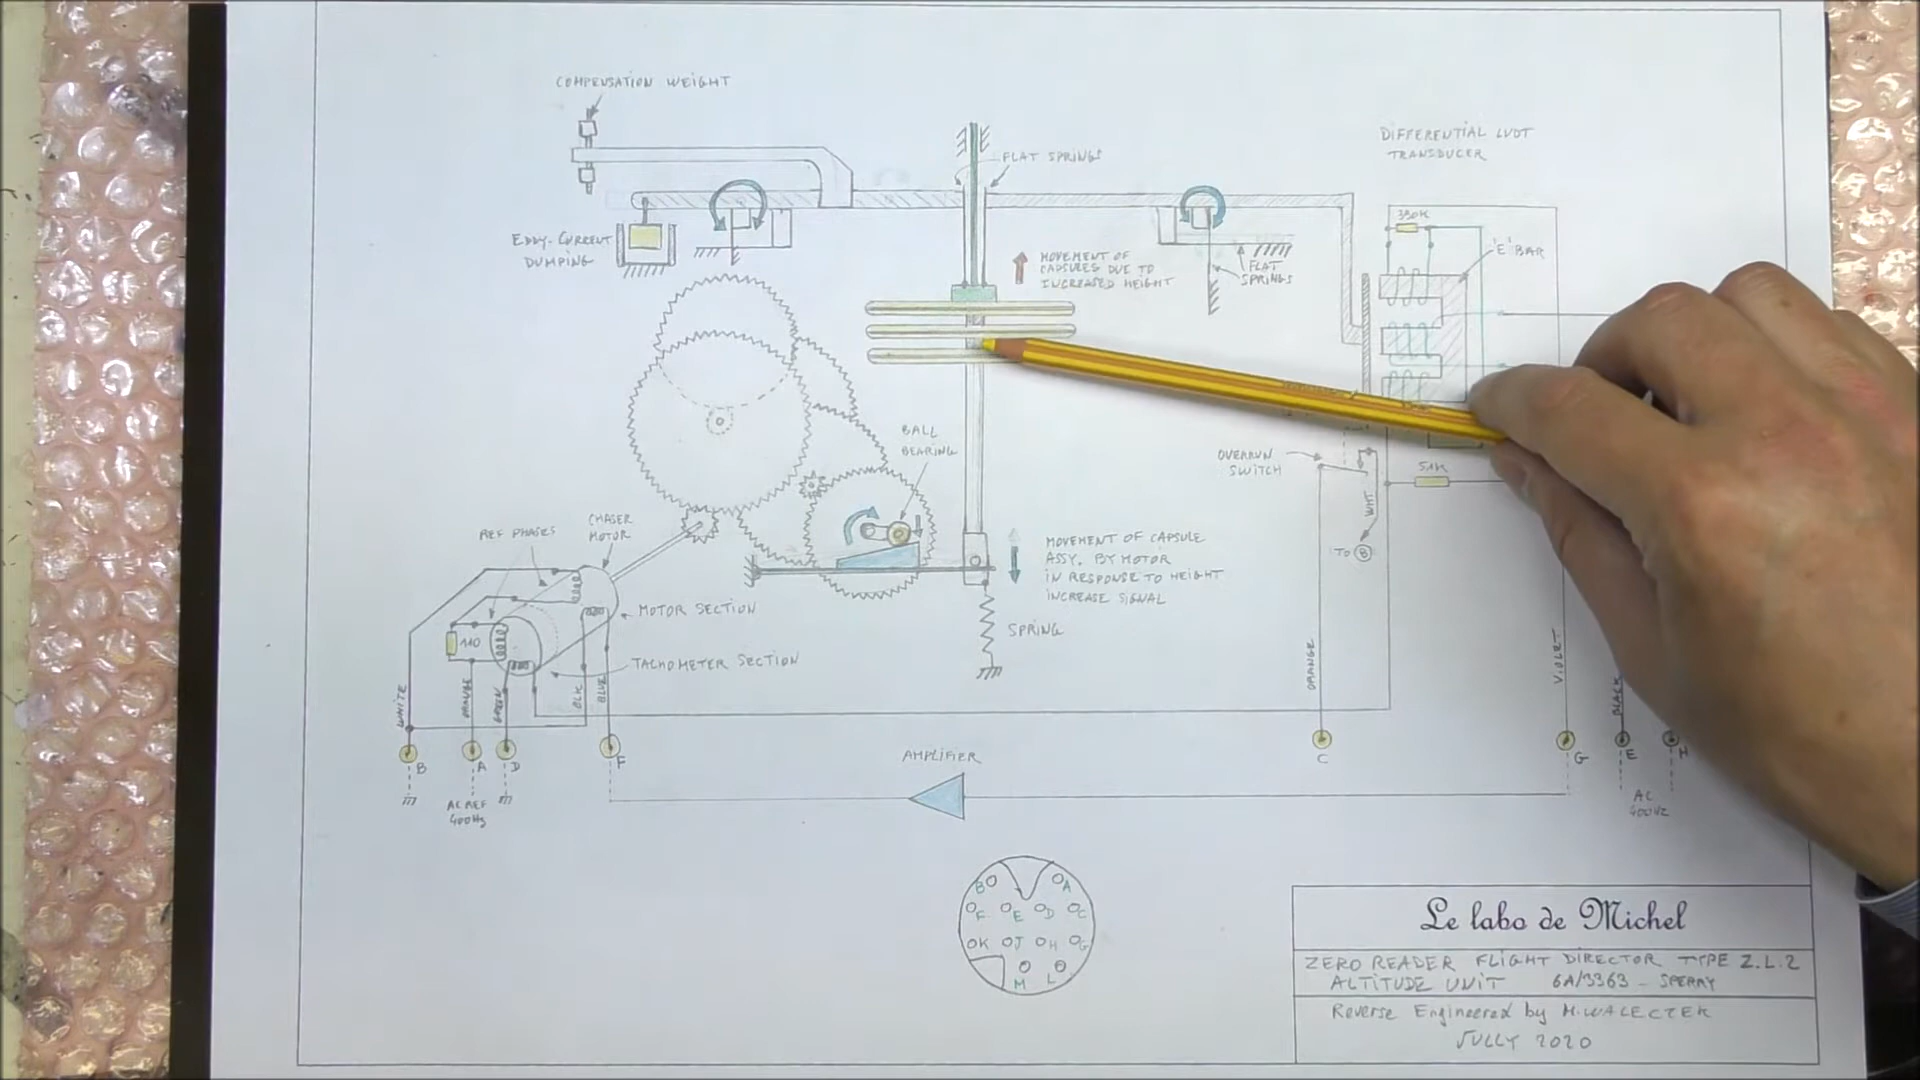 COMPENSATION WEIGHT
FLAT SPRINGS
DIFFERENTIAL LVDT
TRANSDUCER
EDDY-CURRENT
DUMPING
MOVEMENT OF
CAPSULES DUE TO
INCREASED HEIGHT
FLAT
SPRINGS
330K
'E' BAR
BALL
BEARING
OVERRUN
SWITCH
51K
WHT
TO B
REF PHASES
CHASER
MOTOR
MOVEMENT OF CAPSULE
ASSY. BY MOTOR
IN RESPONSE TO HEIGHT
INCREASE SIGNAL
MOTOR SECTION
SPRING
110
TACHOMETER SECTION
WHITE
ORANGE
GREEN
BLK
BLUE
ORANGE
VIOLET
BLACK
B
A
D
F
C
G
E
H
AC REF
400Hz
AMPLIFIER
AC
400HZ
B A
F E D C
K J H G
M L
Le labo de Michel
ZERO READER FLIGHT DIRECTOR TYPE Z.L.2
ALTITUDE UNIT 6A/3363 - SPERRY
Reverse Engineered by M.WALECTEK
JULLY 2020